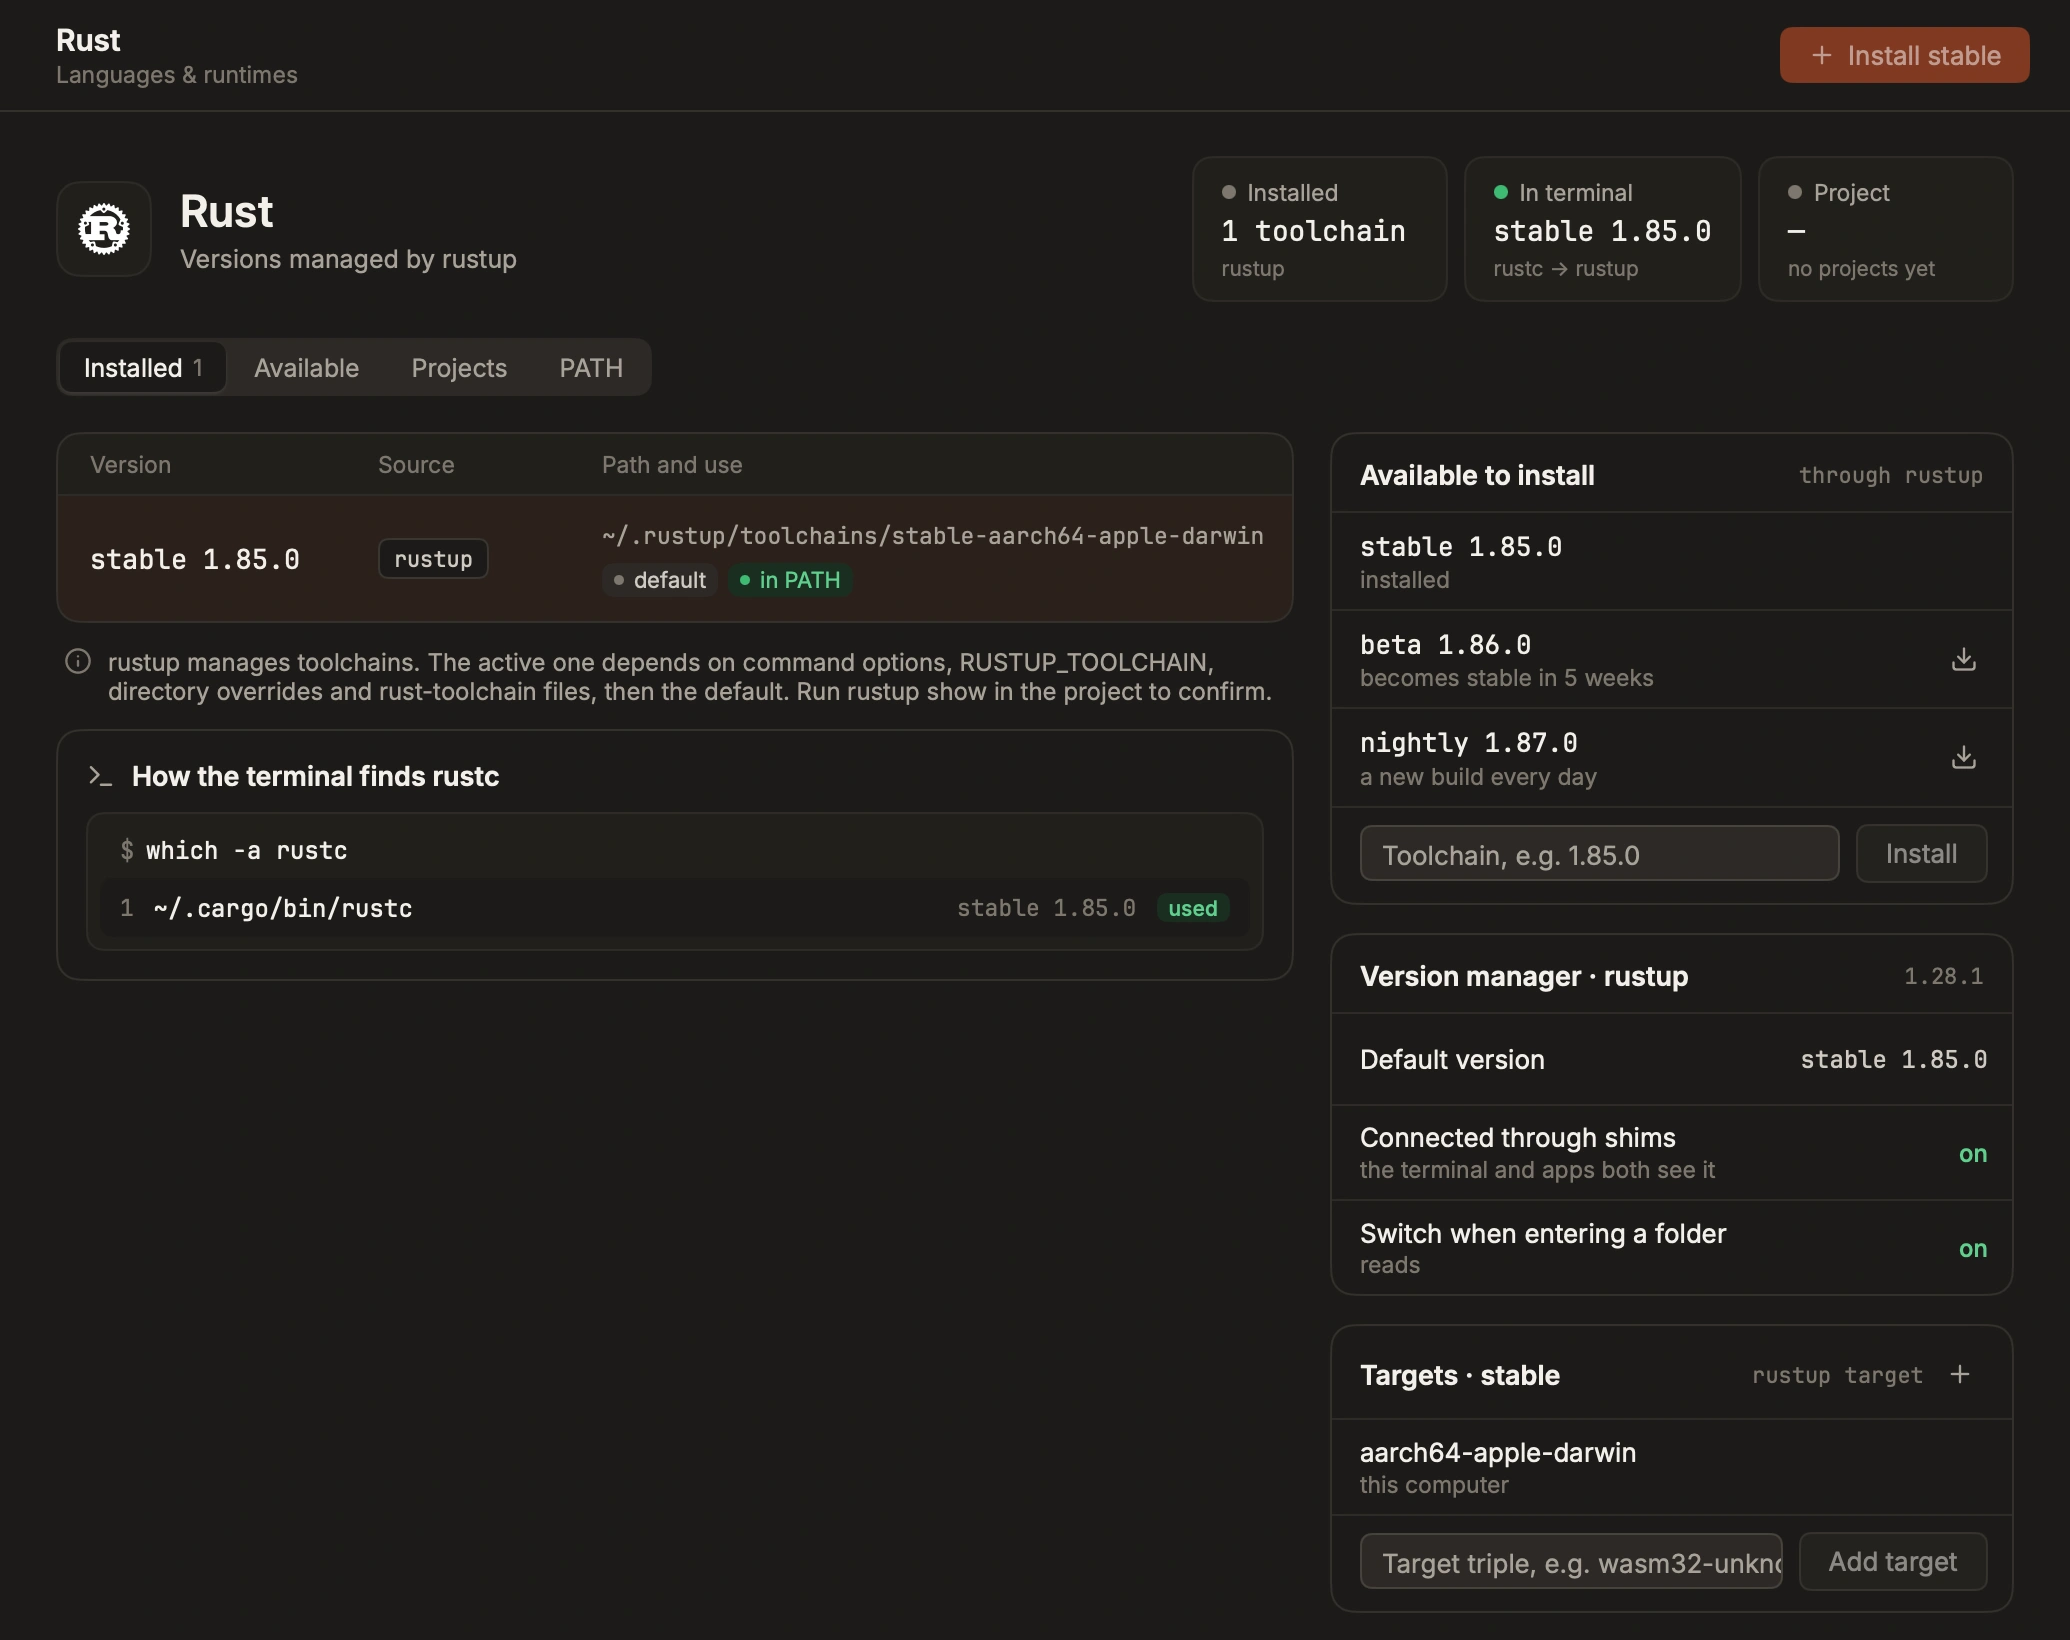 Rust
Languages & runtimes
+ Install stable
Rust
Versions managed by rustup
Installed
1 toolchain
rustup
In terminal
stable 1.85.0
rustc → rustup
Project
—
no projects yet
Installed 1
Available
Projects
PATH
Version
Source
Path and use
stable 1.85.0
rustup
~/.rustup/toolchains/stable-aarch64-apple-darwin
default
in PATH
rustup manages toolchains. The active one depends on command options, RUSTUP_TOOLCHAIN,
directory overrides and rust-toolchain files, then the default. Run rustup show in the project to confirm.
How the terminal finds rustc
$ which -a rustc
1 ~/.cargo/bin/rustc
stable 1.85.0
used
Available to install
through rustup
stable 1.85.0
installed
beta 1.86.0
becomes stable in 5 weeks
nightly 1.87.0
a new build every day
Toolchain, e.g. 1.85.0
Install
Version manager · rustup
1.28.1
Default version
stable 1.85.0
Connected through shims
the terminal and apps both see it
on
Switch when entering a folder
reads
on
Targets · stable
rustup target +
aarch64-apple-darwin
this computer
Target triple, e.g. wasm32-unkno
Add target